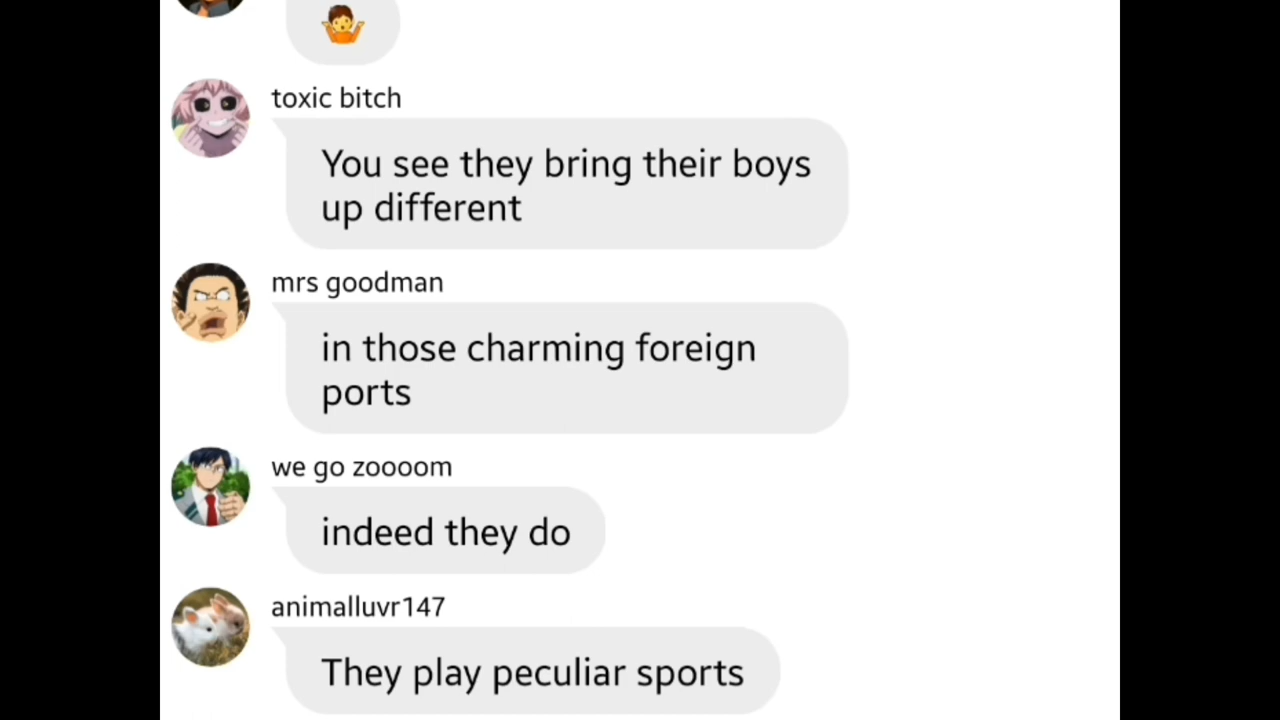 toxic bitch
You see they bring their boys
up different
mrs goodman
in those charming foreign
ports
we go zoooom
indeed they do
animalluvr147
They play peculiar sports